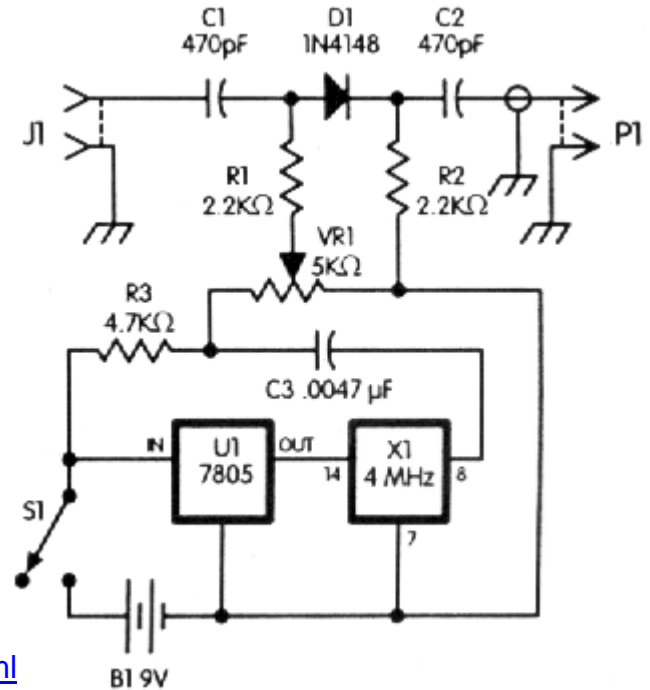 C1
470pF
D1
1N4148
C2
470pF
J1
P1
R1
2.2KΩ
R2
2.2KΩ
VR1
5KΩ
R3
4.7KΩ
C3 .0047 µF
IN
U1
7805
OUT
14
X1
4 MHz
8
7
S1
B1 9V
ml